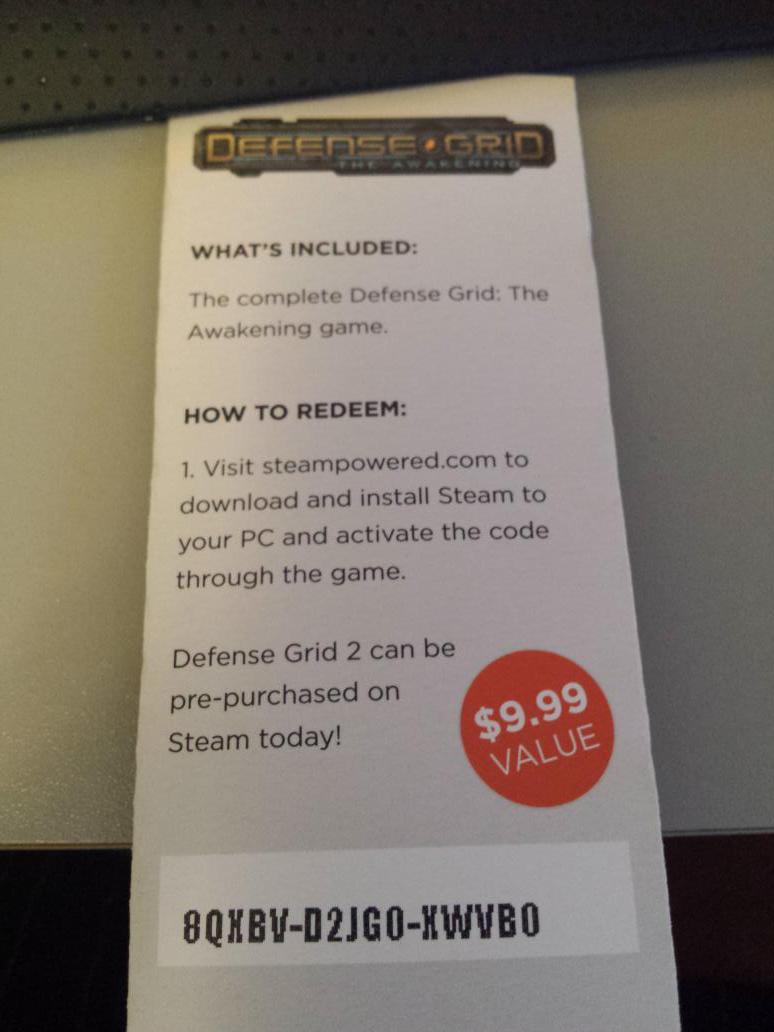 DEFENSE GRID
THE AWAKENING
WHAT'S INCLUDED:
The complete Defense Grid: The
Awakening game.
HOW TO REDEEM:
1. Visit steampowered.com to
download and install Steam to
your PC and activate the code
through the game.
Defense Grid 2 can be
pre-purchased on
Steam today!
$9.99
VALUE
8QXBV-D2JG0-XWVB0